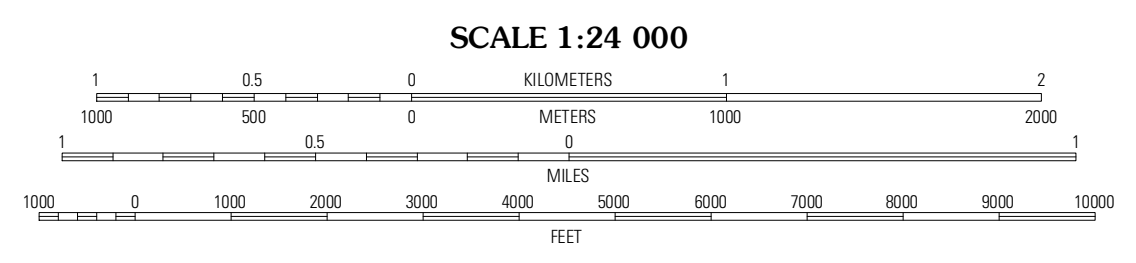 SCALE 1:24 000
1 0.5 0 KILOMETERS 1 2
1000 500 0 METERS 1000 2000
1 0.5 0 1
MILES
1000 0 1000 2000 3000 4000 5000 6000 7000 8000 9000 10000
FEET